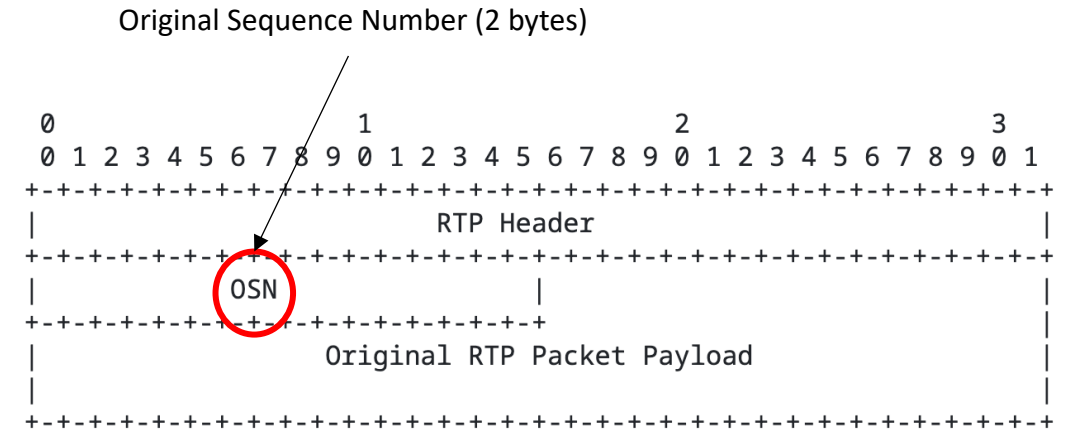 Original Sequence Number (2 bytes)
 0                   1                   2                   3
 0 1 2 3 4 5 6 7 8 9 0 1 2 3 4 5 6 7 8 9 0 1 2 3 4 5 6 7 8 9 0 1
+-+-+-+-+-+-+-+-+-+-+-+-+-+-+-+-+-+-+-+-+-+-+-+-+-+-+-+-+-+-+-+-+
|                         RTP Header                            |
+-+-+-+-+-+-+-+-+-+-+-+-+-+-+-+-+-+-+-+-+-+-+-+-+-+-+-+-+-+-+-+-+
|            OSN                |                               |
+-+-+-+-+-+-+-+-+-+-+-+-+-+-+-+-+                               |
|                  Original RTP Packet Payload                  |
|                                                               |
+-+-+-+-+-+-+-+-+-+-+-+-+-+-+-+-+-+-+-+-+-+-+-+-+-+-+-+-+-+-+-+-+